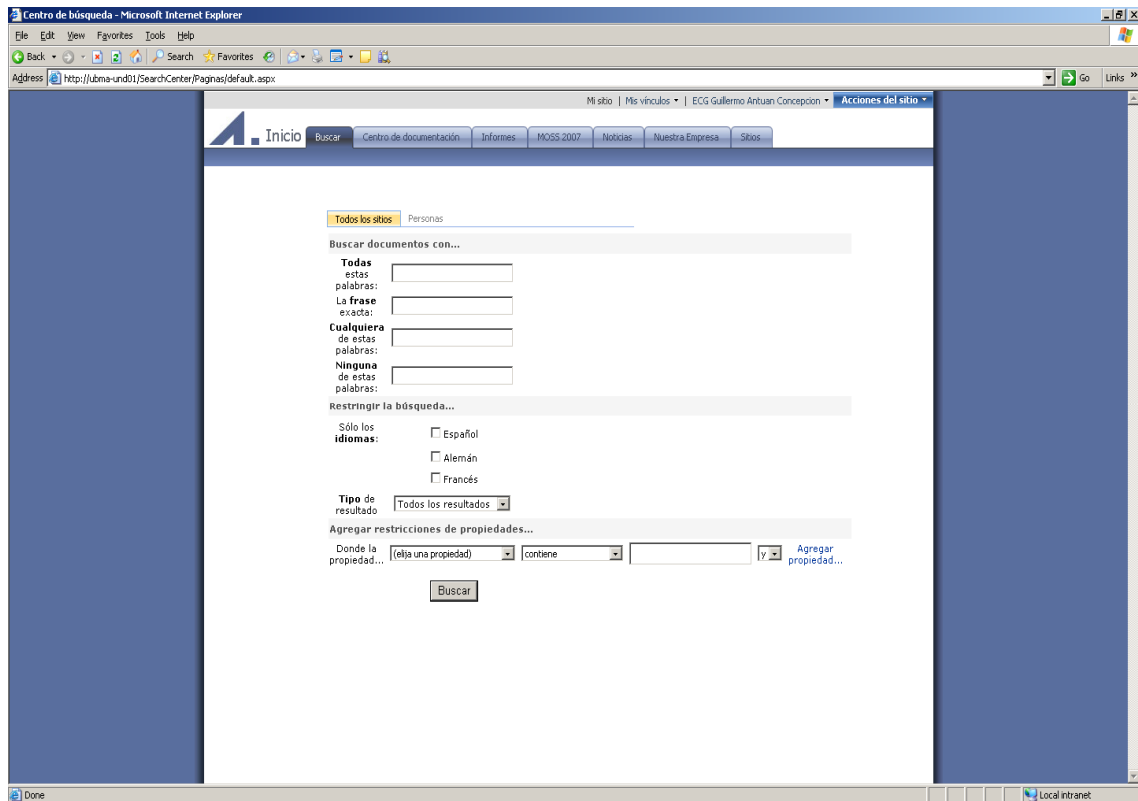 Centro de búsqueda - Microsoft Internet Explorer
File Edit View Favorites Tools Help
Back Search Favorites
Address http://ubma-und01/SearchCenter/Paginas/default.aspx Go Links »
Mi sitio | Mis vínculos | ECG Guillermo Antuan Concepcion Acciones del sitio
A. Inicio Buscar Centro de documentación Informes MOSS 2007 Noticias Nuestra Empresa Sitios
Todos los sitios Personas
Buscar documentos con...
Todas
estas
palabras:
La frase
exacta:
Cualquiera
de estas
palabras:
Ninguna
de estas
palabras:
Restringir la búsqueda...
Sólo los
idiomas:
Español
Alemán
Francés
Tipo de
resultado
Todos los resultados
Agregar restricciones de propiedades...
Donde la
propiedad...
(elija una propiedad) contiene y
Agregar
propiedad...
Buscar
Done Local intranet